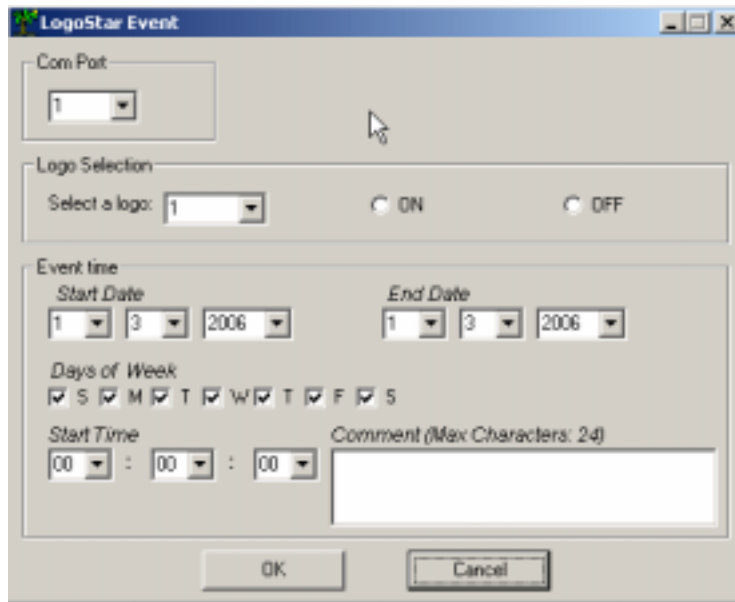 LogoStar Event
Com Port
1
Logo Selection
Select a logo: 1 ON OFF
Event time
Start Date End Date
1 3 2006 1 3 2006
Days of Week
S M T W T F S
Start Time Comment (Max Characters: 24)
00 : 00 : 00
OK Cancel